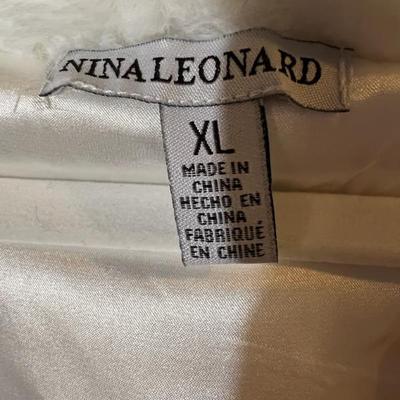 NINA LEONARD
XL
MADE IN
CHINA
HECHO EN
CHINA
FABRIQUÉ
EN CHINE